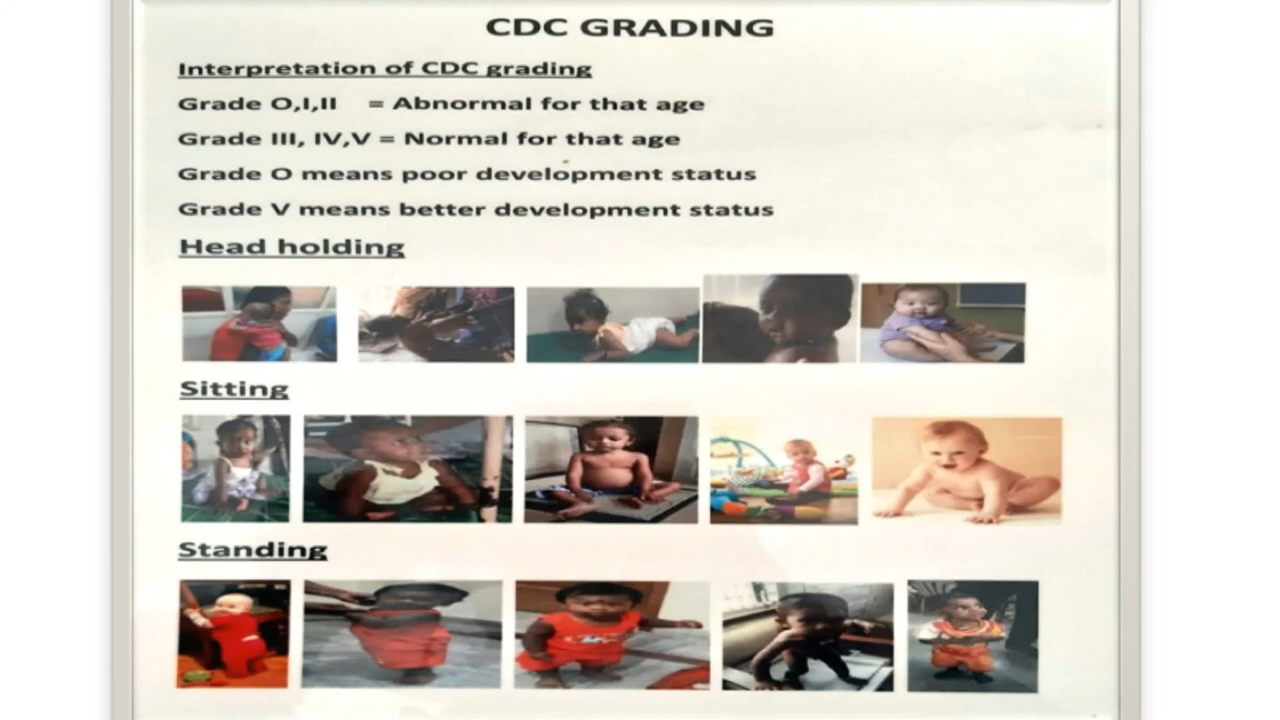 CDC GRADING
Interpretation of CDC grading
Grade O,I,II = Abnormal for that age
Grade III, IV,V = Normal for that age
Grade O means poor development status
Grade V means better development status
Head holding
Sitting
Standing